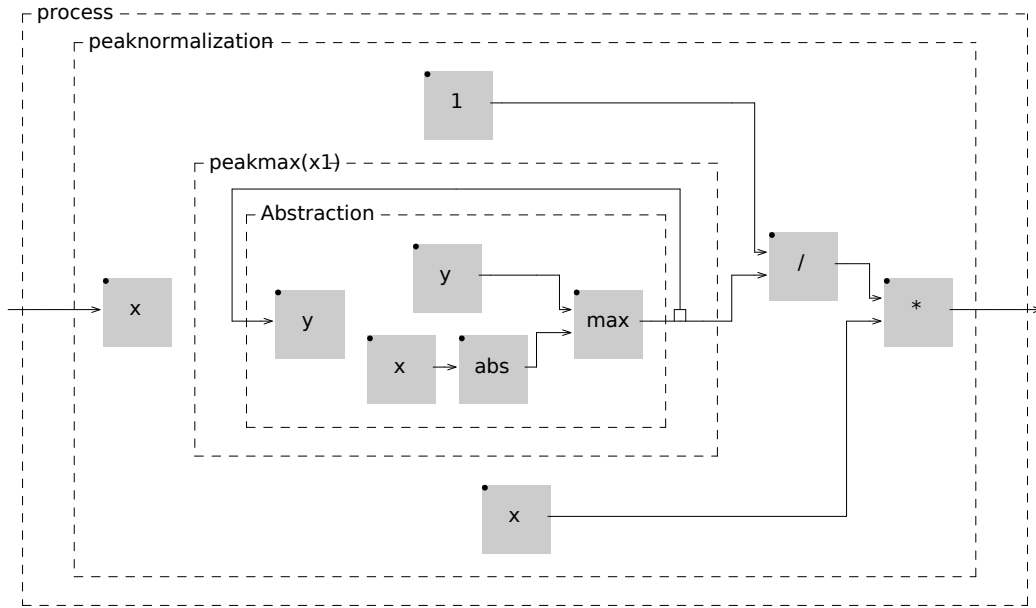 process
peaknormalization
1
peakmax(x1)
Abstraction
y
/
x
y
max
*
x
abs
x